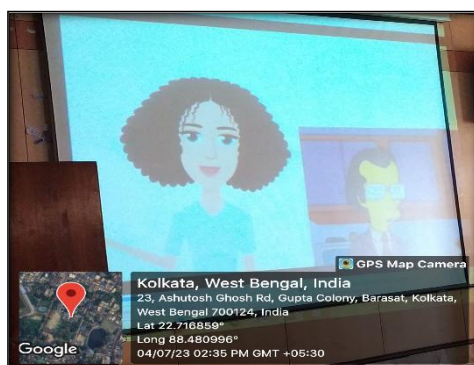 GPS Map Camera
Kolkata, West Bengal, India
23, Ashutosh Ghosh Rd, Gupta Colony, Barasat, Kolkata,
West Bengal 700124, India
Lat 22.716859°
Long 88.480996°
04/07/23 02:35 PM GMT +05:30
Google